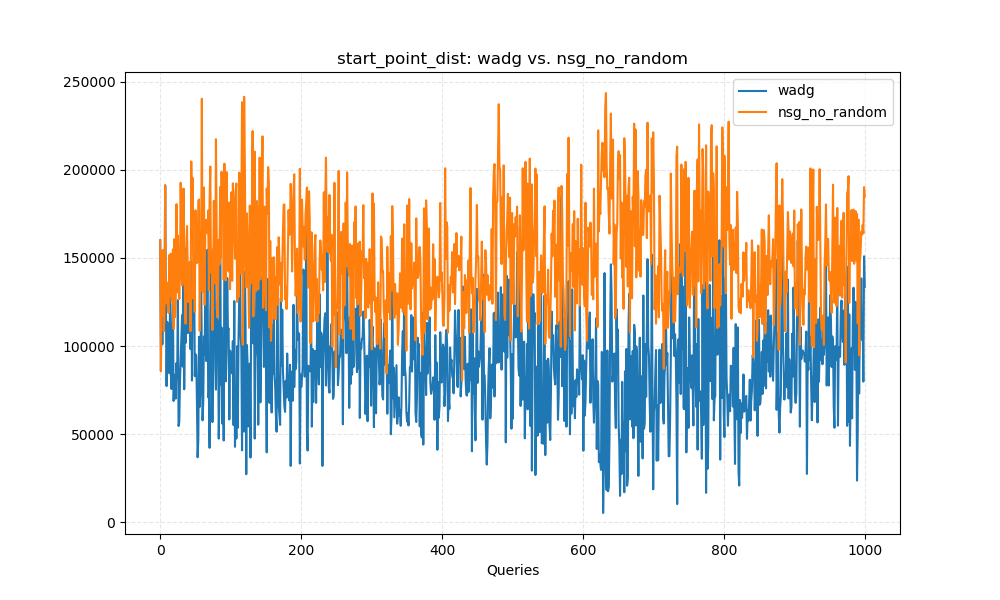 start_point_dist: wadg vs. nsg_no_random
250000
200000
150000
100000
50000
0
wadg
nsg_no_random
0 200 400 600 800 1000
Queries